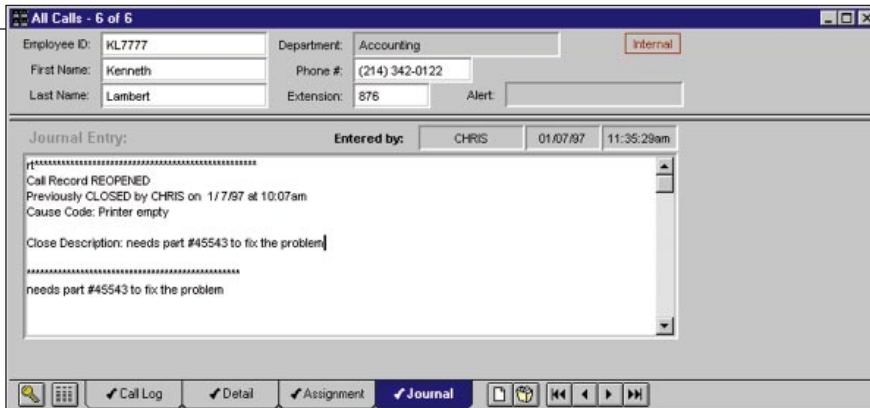 All Calls - 6 of 6
Employee ID: KL7777 Department: Accounting Internal
First Name: Kenneth Phone #: (214) 342-0122
Last Name: Lambert Extension: 876 Alert:
Journal Entry: Entered by: CHRIS 01/07/97 11:35:29am
rt**************************************************
Call Record REOPENED
Previously CLOSED by CHRIS on 1/7/97 at 10:07am
Cause Code: Printer empty
Close Description: needs part #45543 to fix the problem
************************************************
needs part #45543 to fix the problem
Call Log Detail Assignment Journal